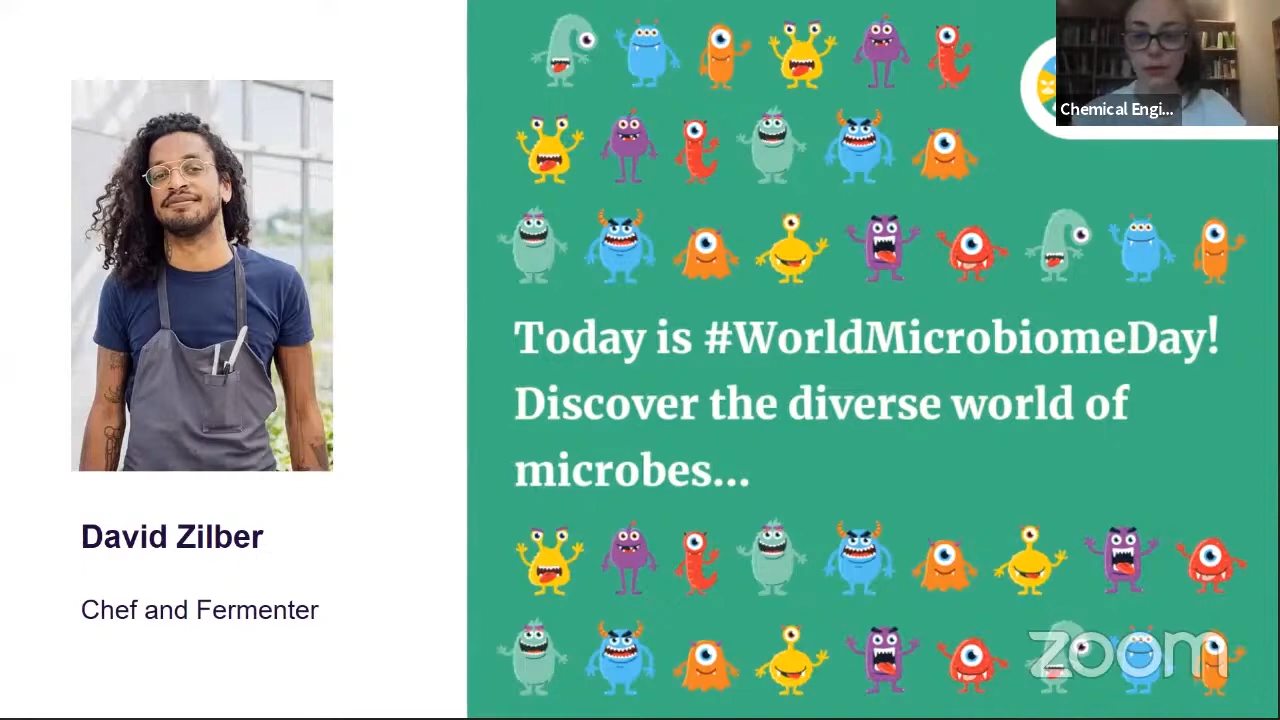 Chemical Engi...
David Zilber
Chef and Fermenter
Today is #WorldMicrobiomeDay!
Discover the diverse world of
microbes...
zoom